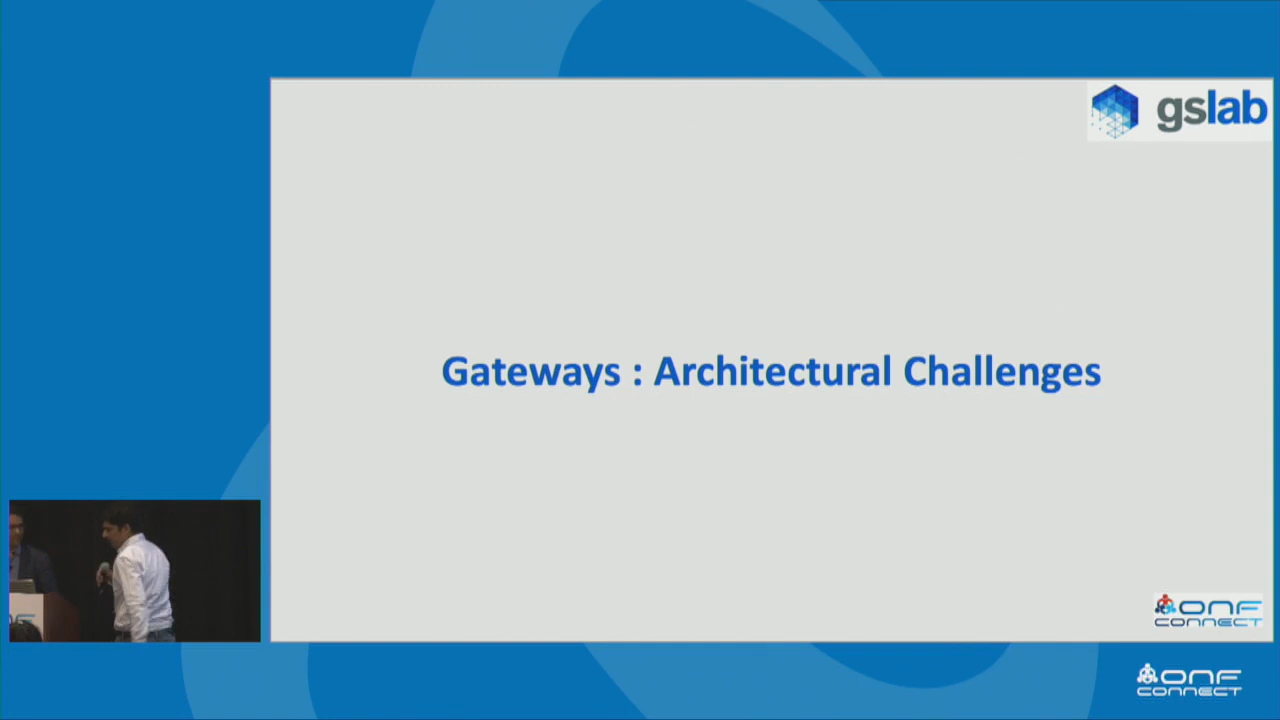 gslab
Gateways : Architectural Challenges
ONF
CONNECT
ONF
CONNECT